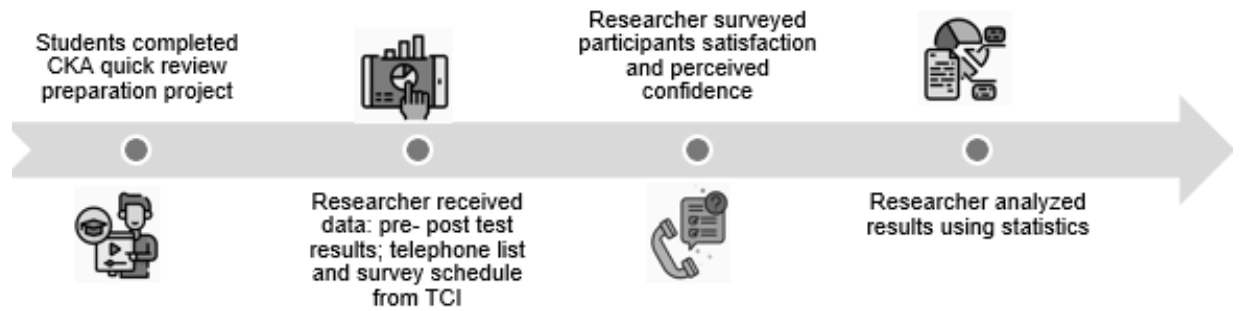 Students completed
CKA quick review
preparation project
Researcher received
data: pre- post test
results; telephone list
and survey schedule
from TCI
Researcher surveyed
participants satisfaction
and perceived
confidence
Researcher analyzed
results using statistics